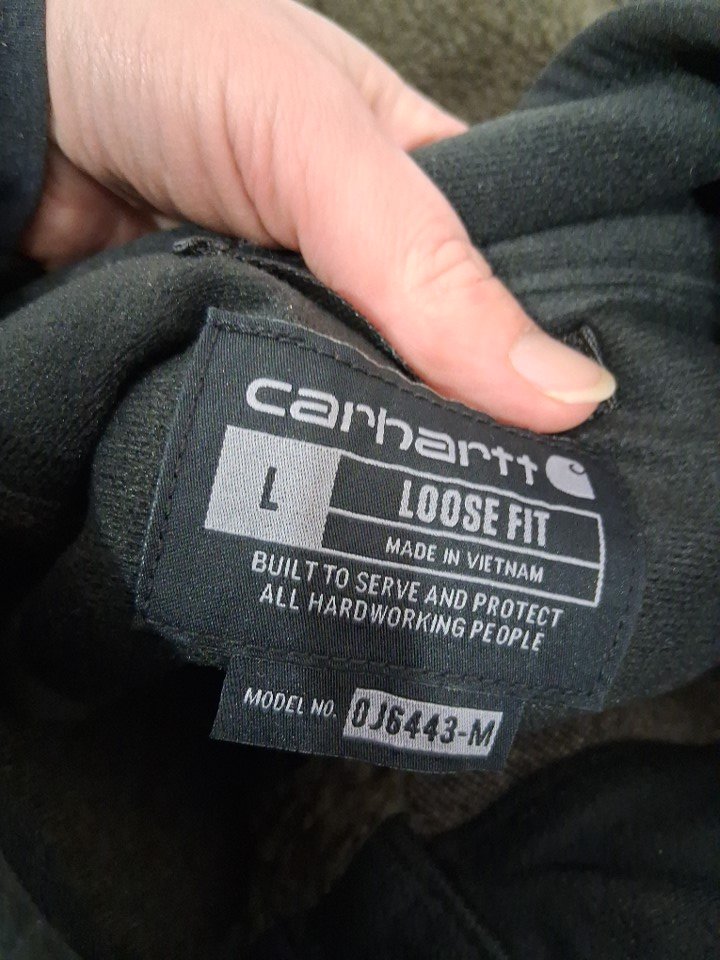 carhartt
L LOOSE FIT
MADE IN VIETNAM
BUILT TO SERVE AND PROTECT
ALL HARDWORKING PEOPLE
MODEL NO. 0J6443-M